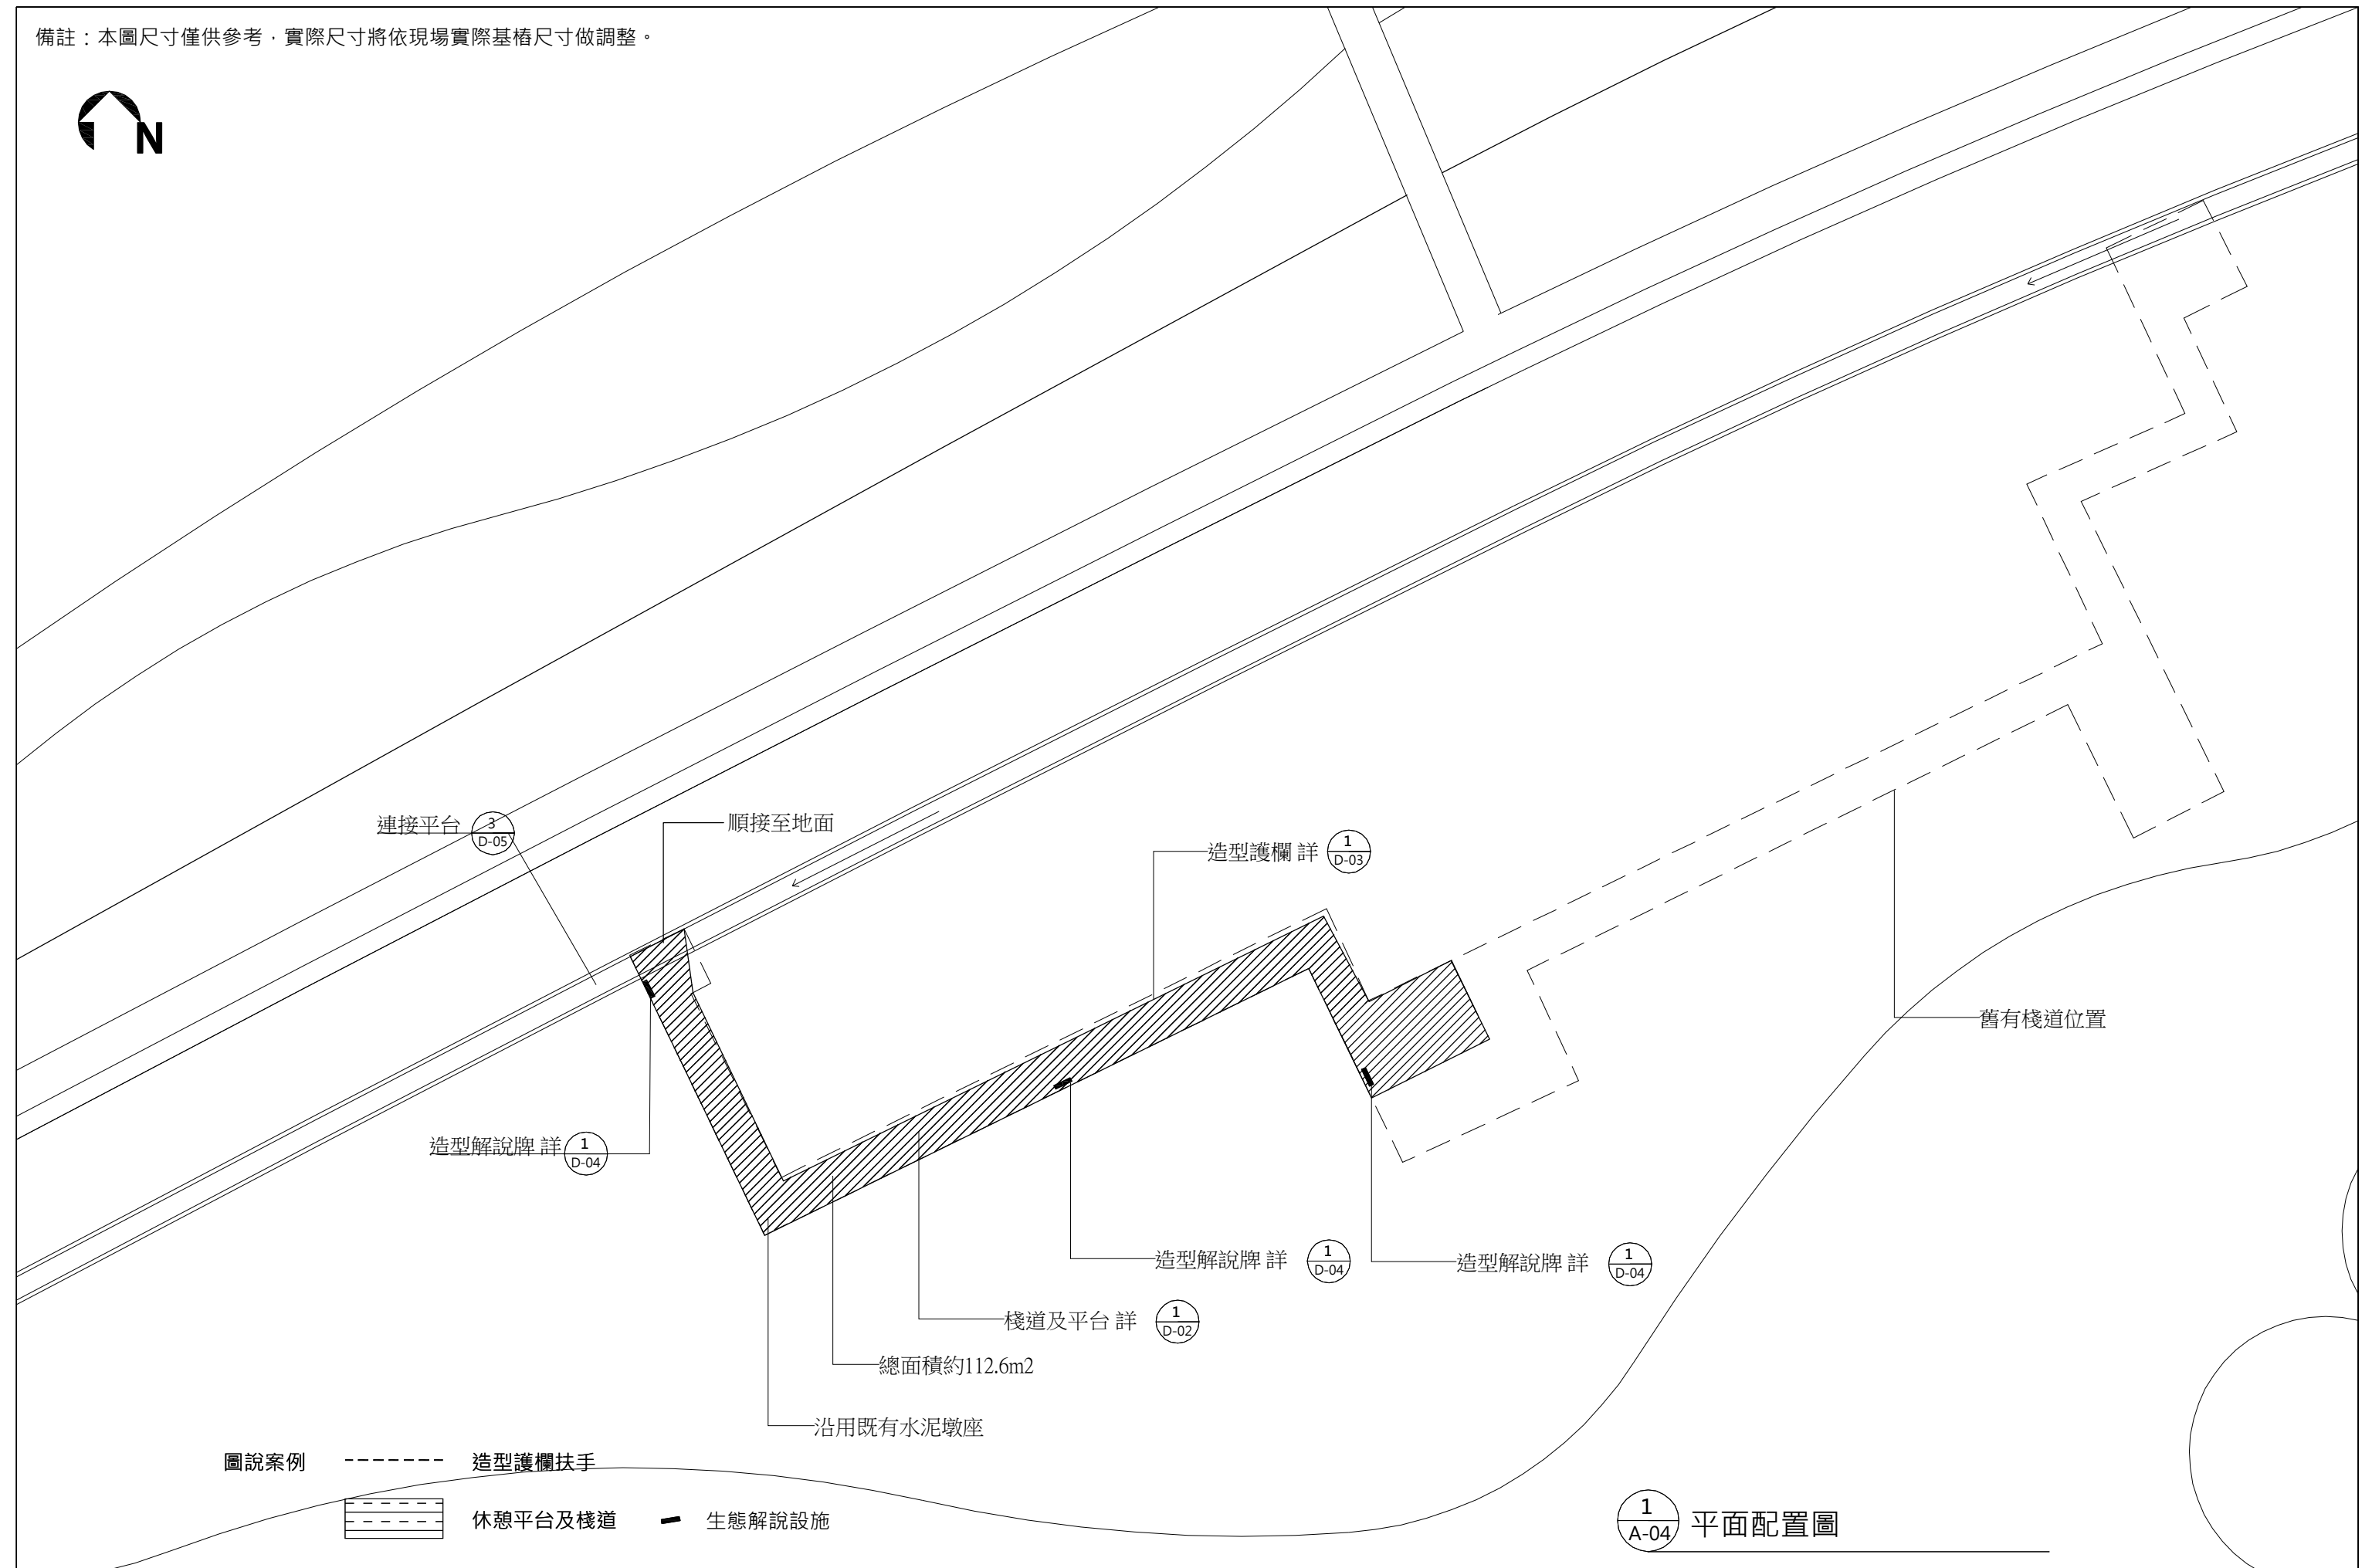 備註：本圖尺寸僅供參考，實際尺寸將依現場實際基樁尺寸做調整。
N
連接平台
3
D-05
順接至地面
造型護欄 詳
1
D-03
舊有棧道位置
造型解說牌 詳
1
D-04
造型解說牌 詳
1
D-04
造型解說牌 詳
1
D-04
棧道及平台 詳
1
D-02
總面積約112.6m2
沿用既有水泥墩座
圖說案例
造型護欄扶手
休憩平台及棧道
生態解說設施
1
A-04
平面配置圖